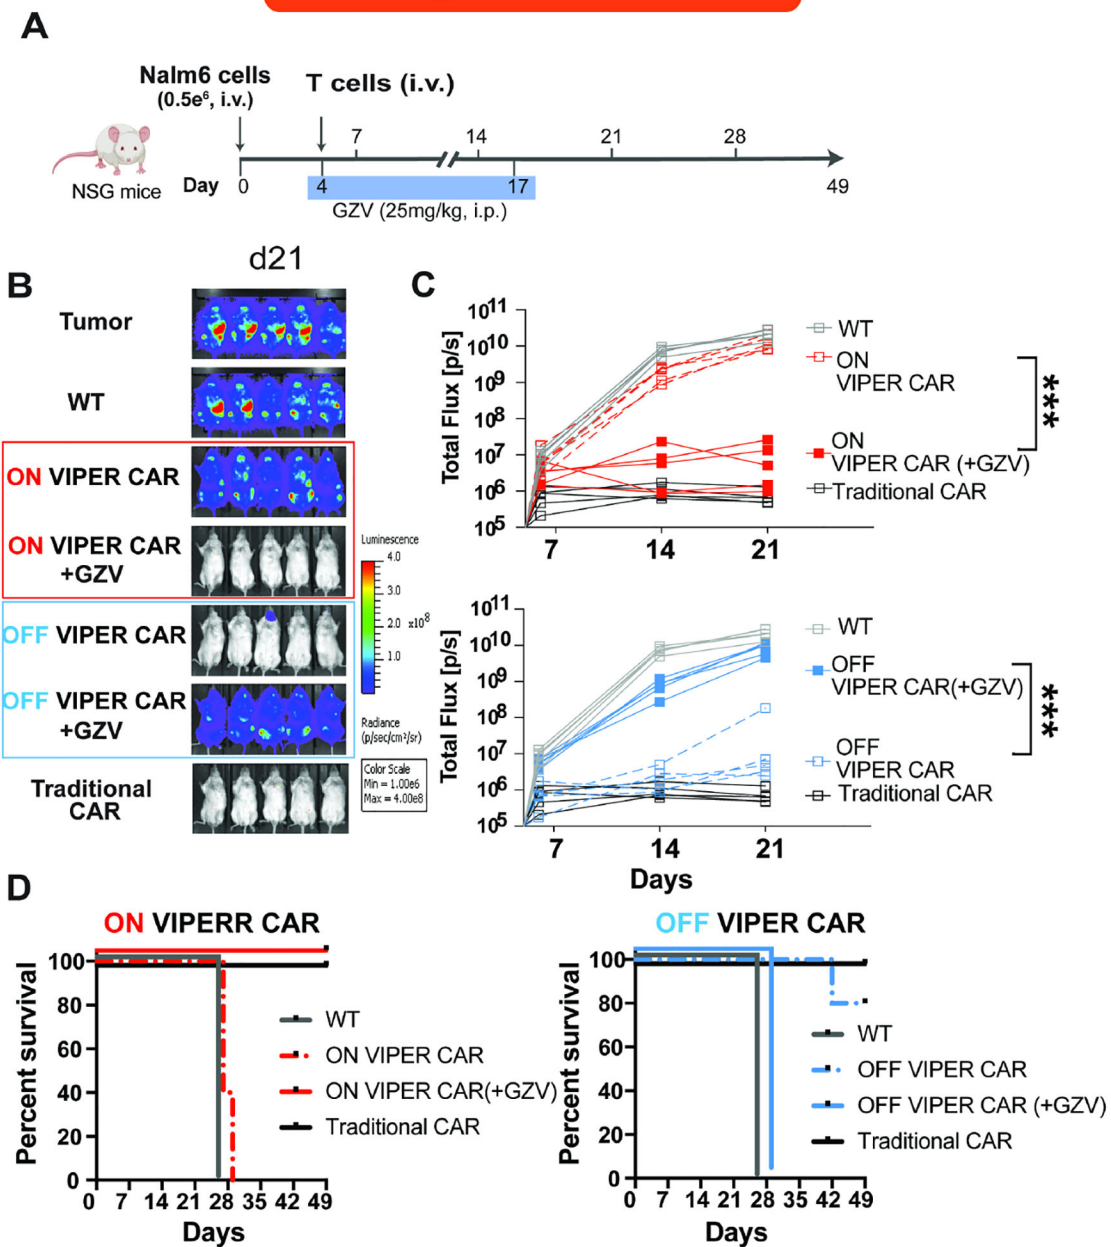 A
Nalm6 cells
(0.5e⁶, i.v.)
T cells (i.v.)
7 14 21 28
NSG mice
Day 0 4 17 49
GZV (25mg/kg, i.p.)
d21
B
Tumor
WT
ON VIPER CAR
ON VIPER CAR
+GZV
OFF VIPER CAR
OFF VIPER CAR
+GZV
Traditional
CAR
Luminescence
4.0
3.0
2.0 x10⁸
1.0
Radiance
(p/sec/cm²/sr)
Color Scale
Min = 1.00e6
Max = 4.00e8
C
Total Flux [p/s]
10¹¹
10¹⁰
10⁹
10⁸
10⁷
10⁶
10⁵
7 14 21
WT
ON
VIPER CAR
ON
VIPER CAR (+GZV)
Traditional CAR
***
Total Flux [p/s]
10¹¹
10¹⁰
10⁹
10⁸
10⁷
10⁶
10⁵
7 14 21
Days
WT
OFF
VIPER CAR(+GZV)
OFF
VIPER CAR
Traditional CAR
***
D
ON VIPERR CAR
Percent survival
100
80
60
40
20
0
0 7 14 21 28 35 42 49
Days
WT
ON VIPER CAR
ON VIPER CAR(+GZV)
Traditional CAR
OFF VIPER CAR
Percent survival
100
80
60
40
20
0
0 7 14 21 28 35 42 49
Days
WT
OFF VIPER CAR
OFF VIPER CAR (+GZV)
Traditional CAR